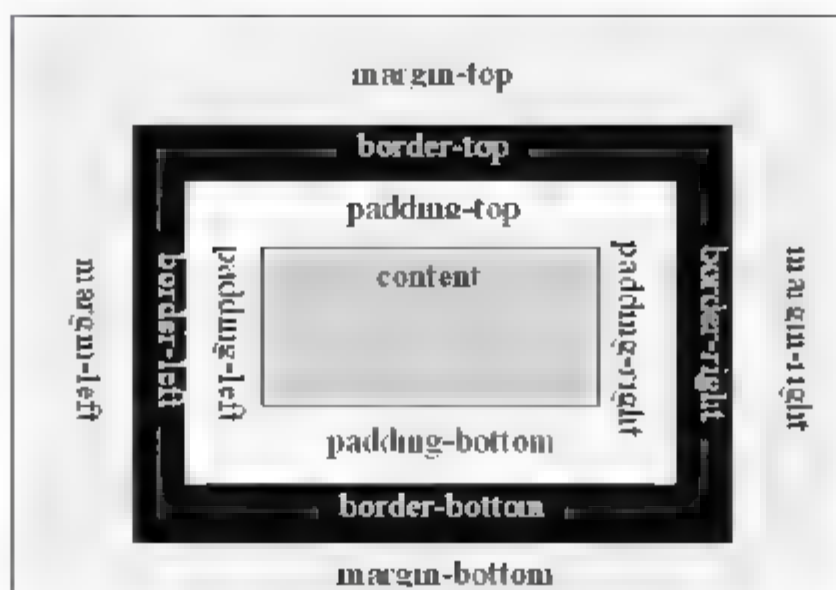 margin-top
border-top
padding-top
margin-left
border-left
padding-left
content
padding-right
border-right
margin-right
padding-bottom
border-bottom
margin-bottom